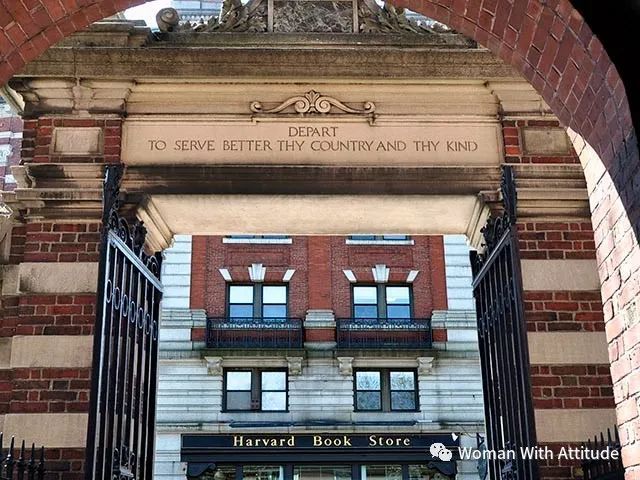 DEPART
TO SERVE BETTER THY COUNTRY AND THY KIND
Harvard Book Store
Woman With Attitude